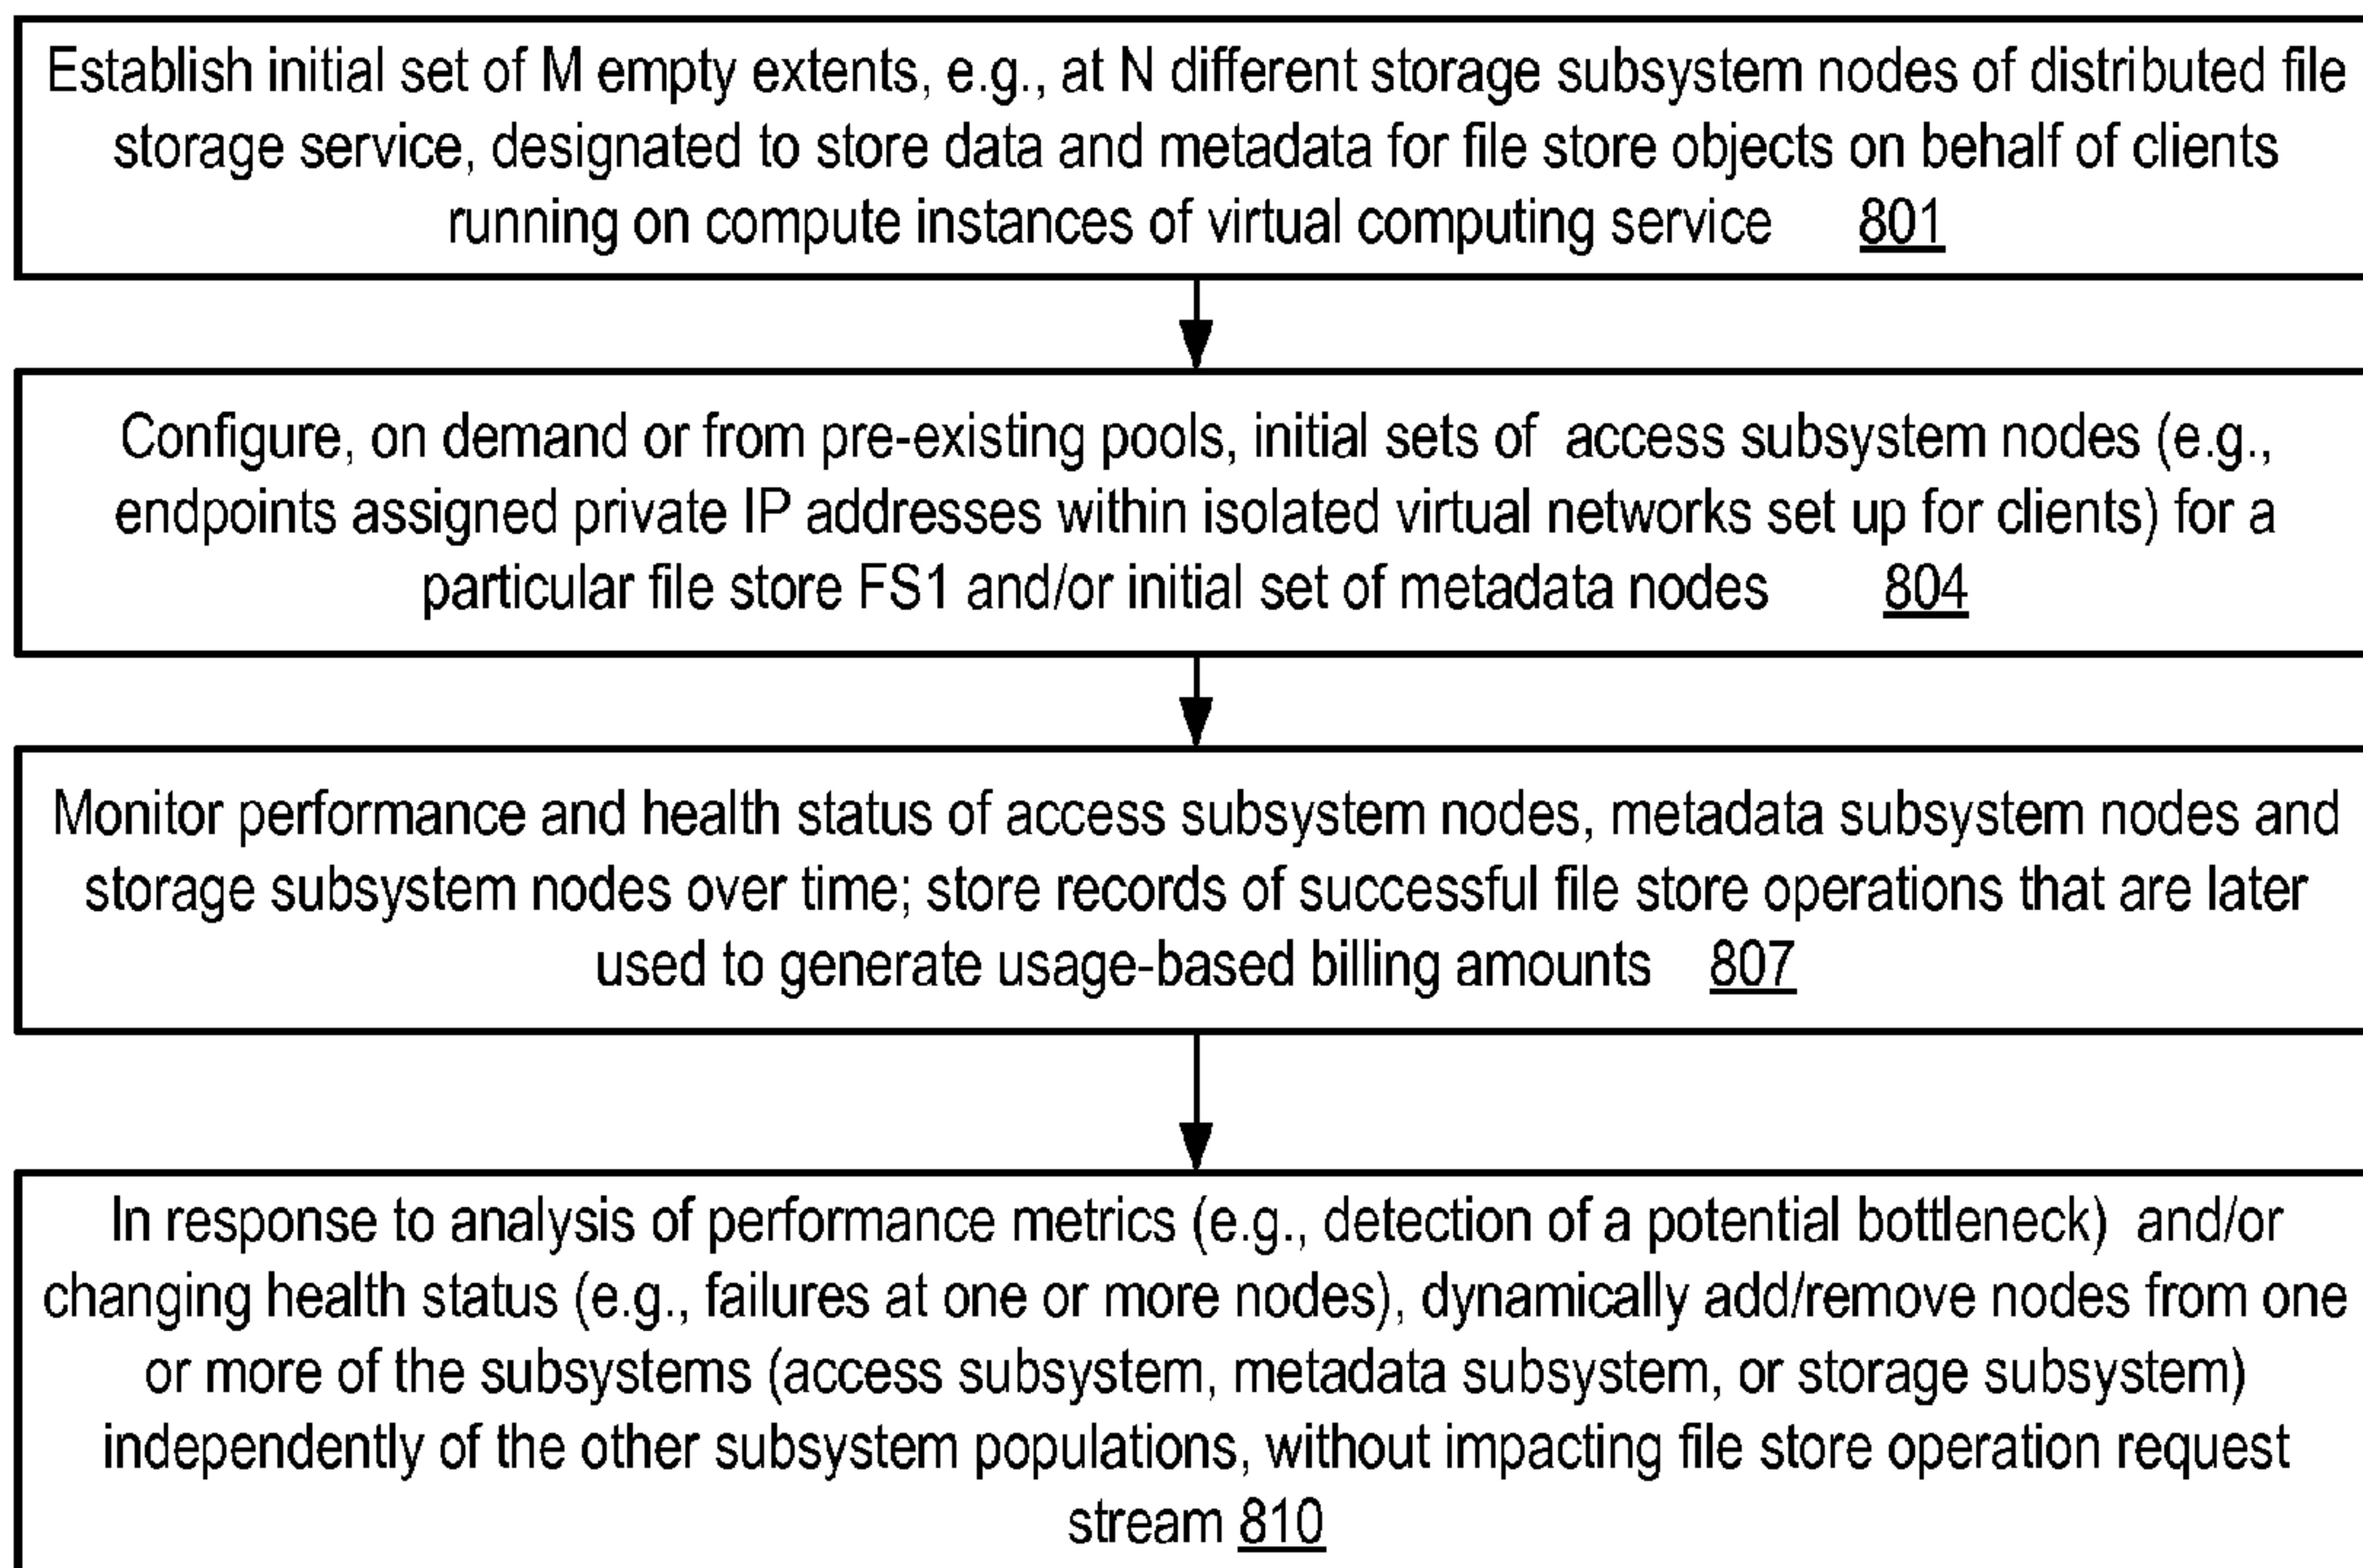 Establish initial set of M empty extents, e.g., at N different storage subsystem nodes of distributed file
storage service, designated to store data and metadata for file store objects on behalf of clients
running on compute instances of virtual computing service 801
Configure, on demand or from pre-existing pools, initial sets of access subsystem nodes (e.g.,
endpoints assigned private IP addresses within isolated virtual networks set up for clients) for a
particular file store FS1 and/or initial set of metadata nodes 804
Monitor performance and health status of access subsystem nodes, metadata subsystem nodes and
storage subsystem nodes over time; store records of successful file store operations that are later
used to generate usage-based billing amounts 807
In response to analysis of performance metrics (e.g., detection of a potential bottleneck) and/or
changing health status (e.g., failures at one or more nodes), dynamically add/remove nodes from one
or more of the subsystems (access subsystem, metadata subsystem, or storage subsystem)
independently of the other subsystem populations, without impacting file store operation request
stream 810